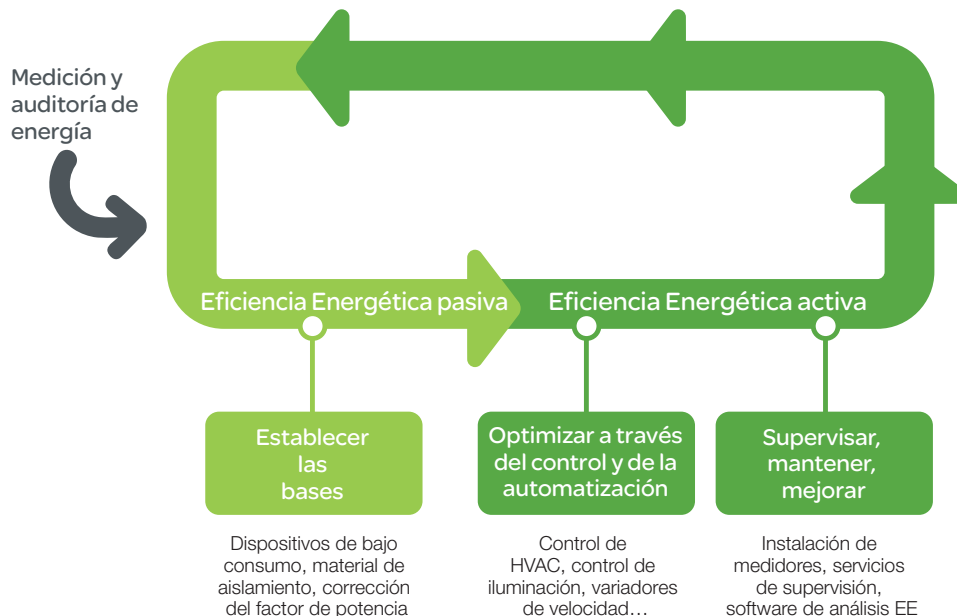 Medición y
auditoría de
energía
Eficiencia Energética pasiva
Eficiencia Energética activa
Establecer
las
bases
Optimizar a través
del control y de la
automatización
Supervisar,
mantener,
mejorar
Dispositivos de bajo
consumo, material de
aislamiento, corrección
del factor de potencia
Control de
HVAC, control de
iluminación, variadores
de velocidad…
Instalación de
medidores, servicios
de supervisión,
software de análisis EE